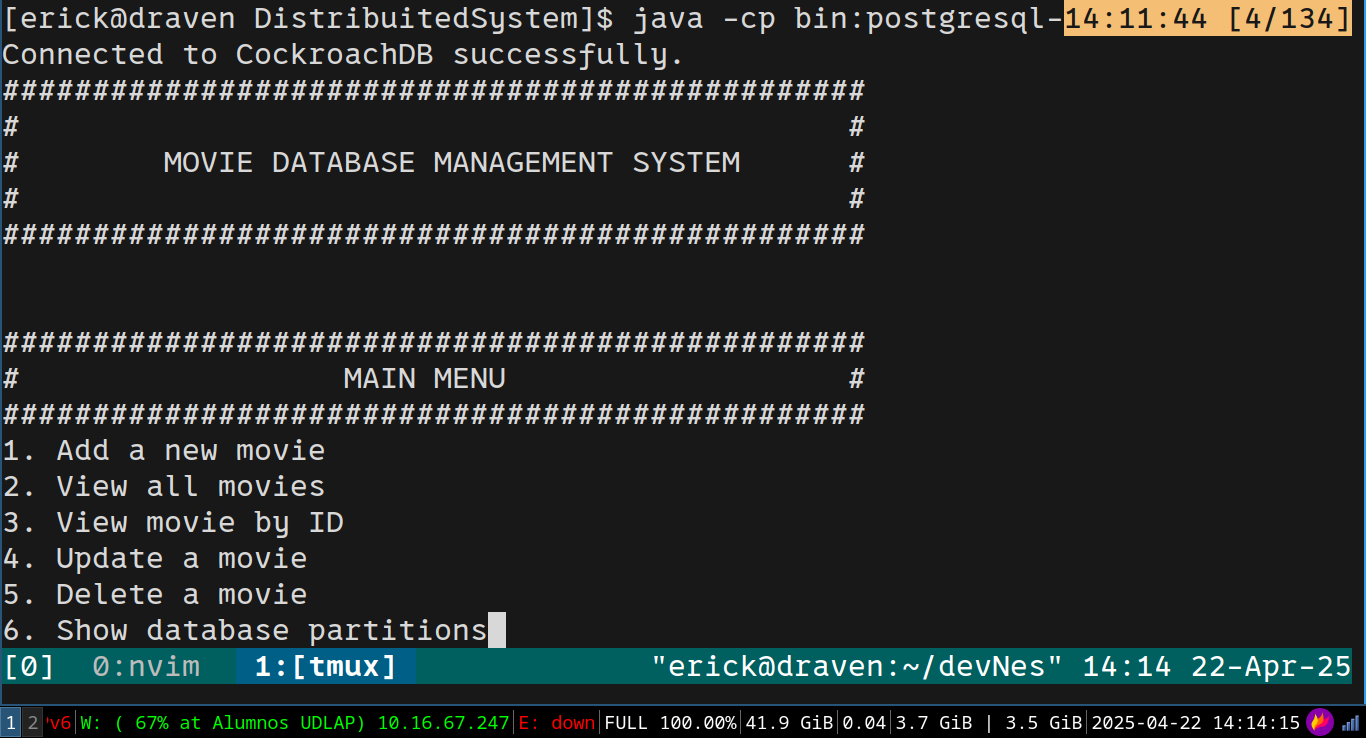 [erick@draven DistribuitedSystem]$ java -cp bin:postgresql-14:11:44 [4/134]
Connected to CockroachDB successfully.
################################################
#                                              #
#        MOVIE DATABASE MANAGEMENT SYSTEM      #
#                                              #
################################################
################################################
#                  MAIN MENU                   #
################################################
1. Add a new movie
2. View all movies
3. View movie by ID
4. Update a movie
5. Delete a movie
6. Show database partitions
[0]  0:nvim   1:[tmux]  "erick@draven:~/devNes" 14:14 22-Apr-25
1 2 v6|W: ( 67% at Alumnos UDLAP) 10.16.67.247|E: down|FULL 100.00%|41.9 GiB|0.04|3.7 GiB | 3.5 GiB|2025-04-22 14:14:15